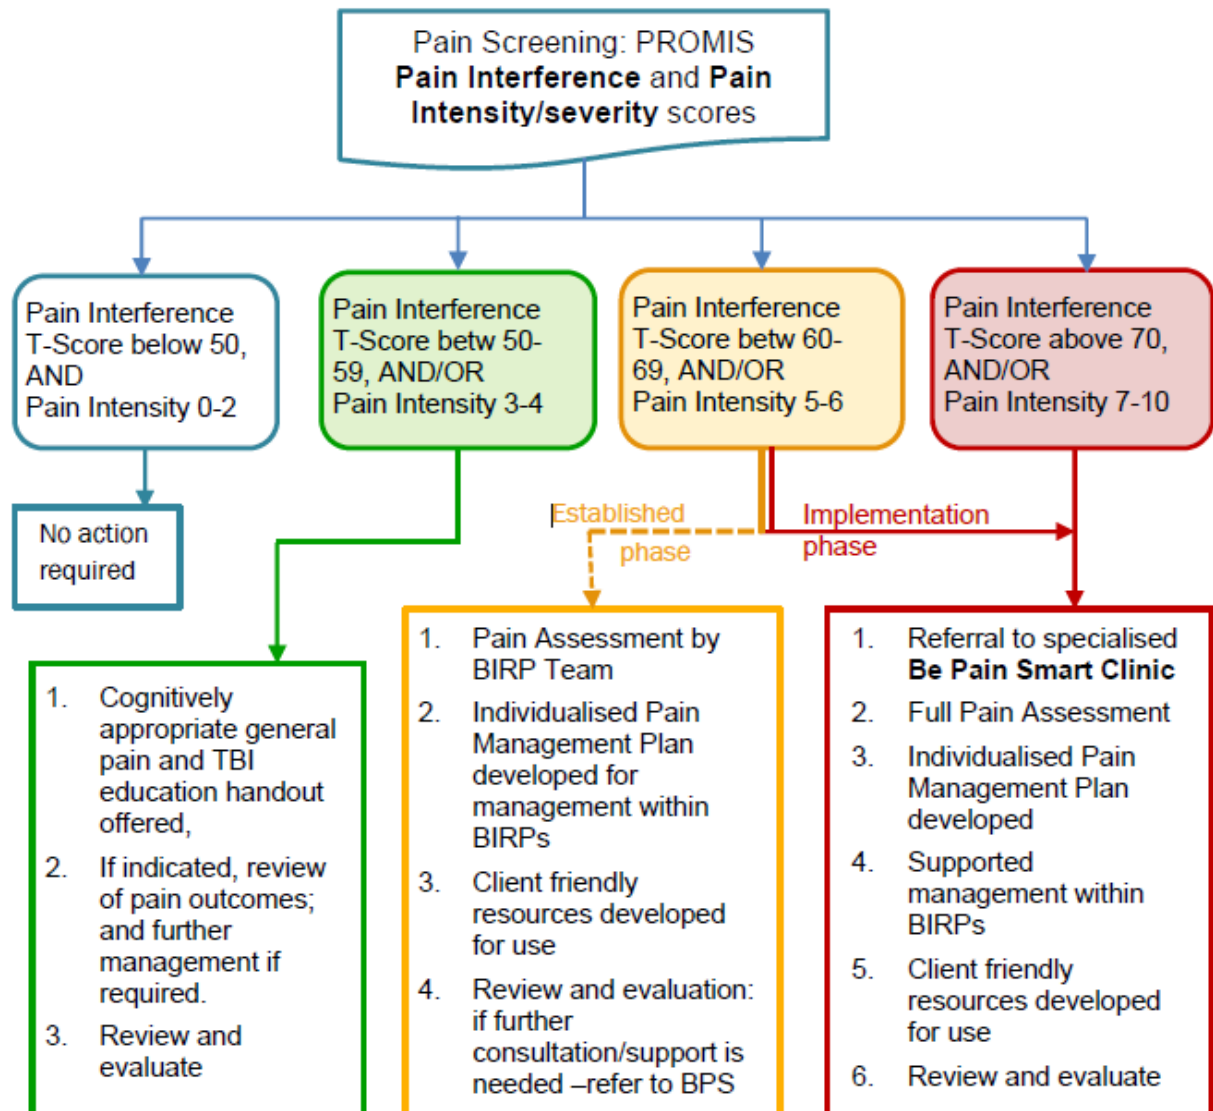 Pain Screening: PROMIS
Pain Interference and Pain
Intensity/severity scores
Pain Interference
T-Score below 50,
AND
Pain Intensity 0-2
Pain Interference
T-Score betw 50-
59, AND/OR
Pain Intensity 3-4
Pain Interference
T-Score betw 60-
69, AND/OR
Pain Intensity 5-6
Pain Interference
T-Score above 70,
AND/OR
Pain Intensity 7-10
No action
required
Established
phase
Implementation
phase
1. Cognitively
appropriate general
pain and TBI
education handout
offered,
2. If indicated, review
of pain outcomes;
and further
management if
required.
3. Review and
evaluate
1. Pain Assessment by
BIRP Team
2. Individualised Pain
Management Plan
developed for
management within
BIRPs
3. Client friendly
resources developed
for use
4. Review and evaluation:
if further
consultation/support is
needed –refer to BPS
1. Referral to specialised
Be Pain Smart Clinic
2. Full Pain Assessment
3. Individualised Pain
Management Plan
developed
4. Supported
management within
BIRPs
5. Client friendly
resources developed
for use
6. Review and evaluate